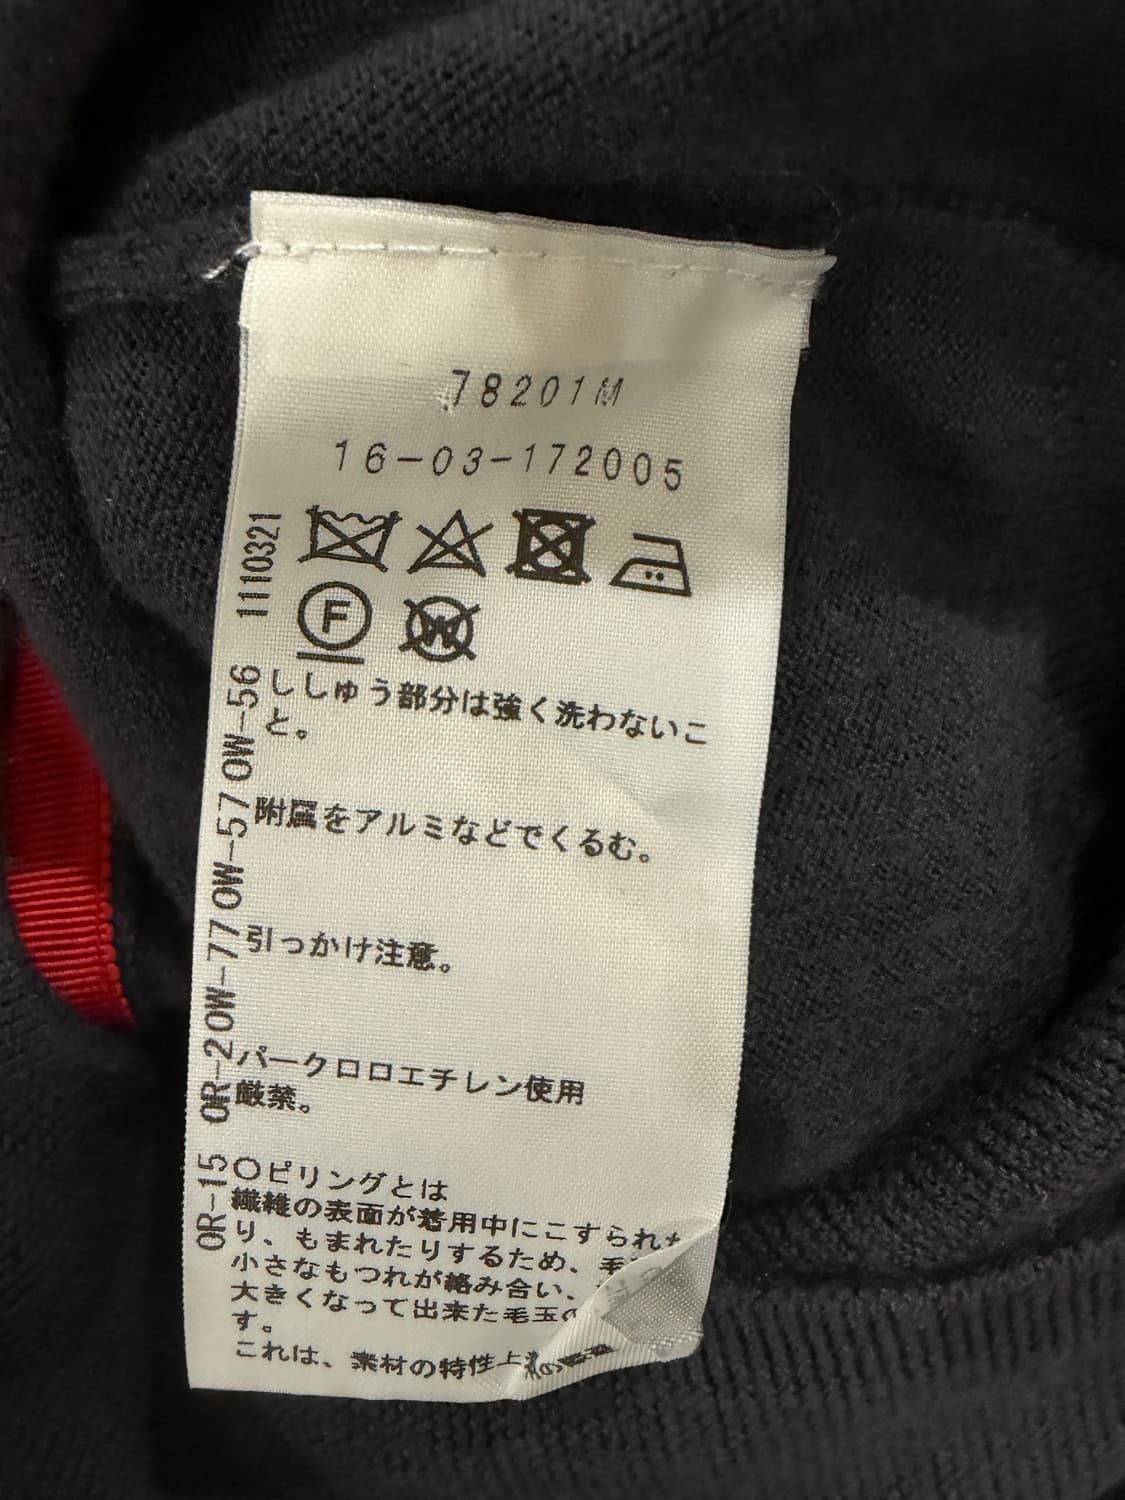 78201M
16-03-172005
F
W
ししゅう部分は強く洗わないこ
と。
附属をアルミなどでくるむ。
引っかけ注意。
パークロロエチレン使用
厳禁。
〇ピリングとは
繊維の表面が着用中にこすられた
り、もまれたりするため、毛
小さなもつれが絡み合い、
大きくなって出来た毛玉の
す。
これは、素材の特性上
OR-15 OR-20W-77 0W-57 0W-56 1110321